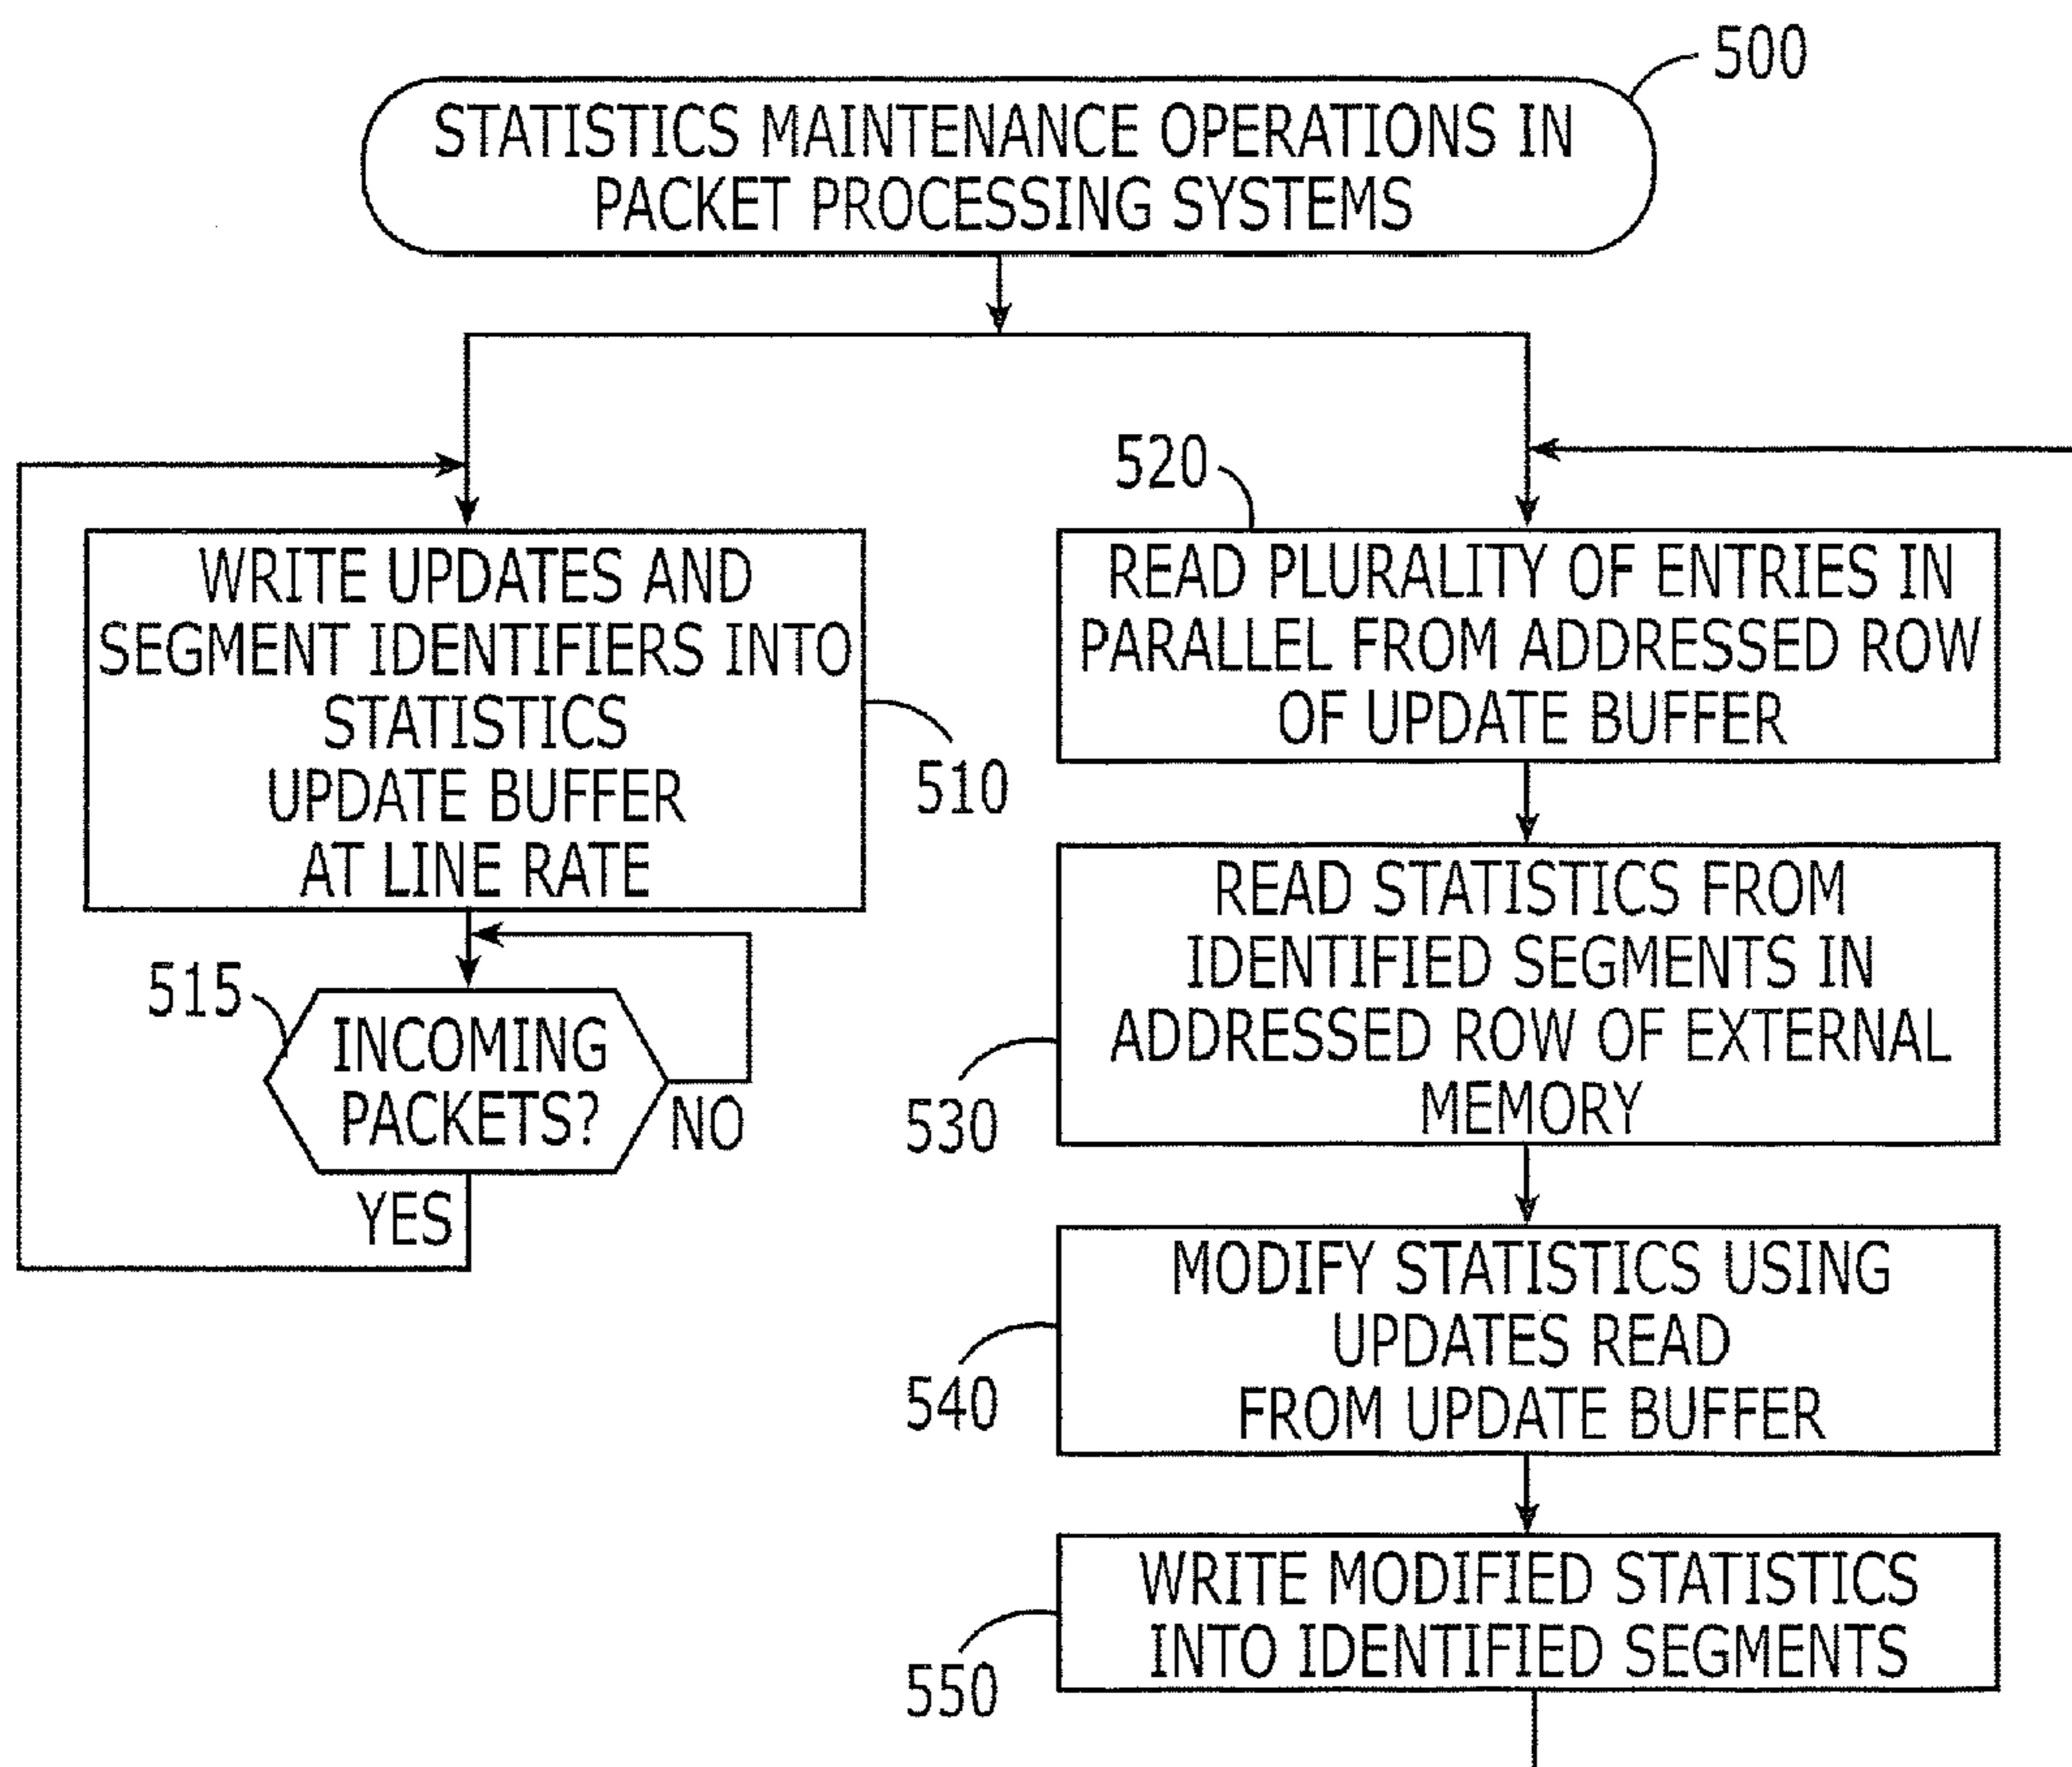 500
STATISTICS MAINTENANCE OPERATIONS IN
PACKET PROCESSING SYSTEMS
WRITE UPDATES AND
SEGMENT IDENTIFIERS INTO
STATISTICS
UPDATE BUFFER
AT LINE RATE
510
515
INCOMING
PACKETS?
NO
YES
520
READ PLURALITY OF ENTRIES IN
PARALLEL FROM ADDRESSED ROW
OF UPDATE BUFFER
READ STATISTICS FROM
IDENTIFIED SEGMENTS IN
ADDRESSED ROW OF EXTERNAL
MEMORY
530
MODIFY STATISTICS USING
UPDATES READ
FROM UPDATE BUFFER
540
WRITE MODIFIED STATISTICS
INTO IDENTIFIED SEGMENTS
550